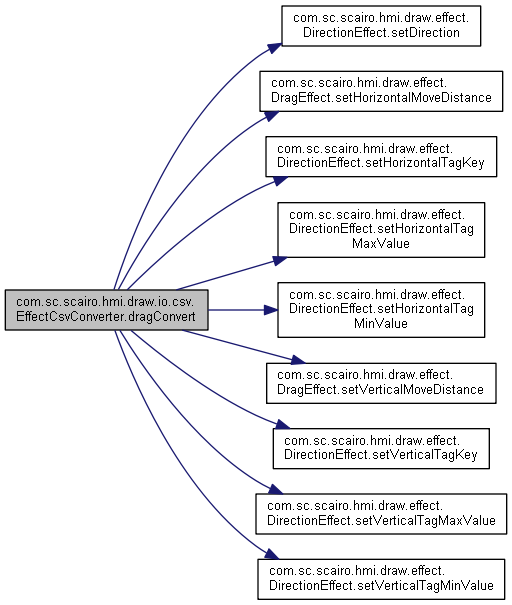 com.sc.scairo.hmi.draw.effect.
DirectionEffect.setDirection
com.sc.scairo.hmi.draw.effect.
DragEffect.setHorizontalMoveDistance
com.sc.scairo.hmi.draw.effect.
DirectionEffect.setHorizontalTagKey
com.sc.scairo.hmi.draw.effect.
DirectionEffect.setHorizontalTag
MaxValue
com.sc.scairo.hmi.draw.io.csv.
EffectCsvConverter.dragConvert
com.sc.scairo.hmi.draw.effect.
DirectionEffect.setHorizontalTag
MinValue
com.sc.scairo.hmi.draw.effect.
DragEffect.setVerticalMoveDistance
com.sc.scairo.hmi.draw.effect.
DirectionEffect.setVerticalTagKey
com.sc.scairo.hmi.draw.effect.
DirectionEffect.setVerticalTagMaxValue
com.sc.scairo.hmi.draw.effect.
DirectionEffect.setVerticalTagMinValue